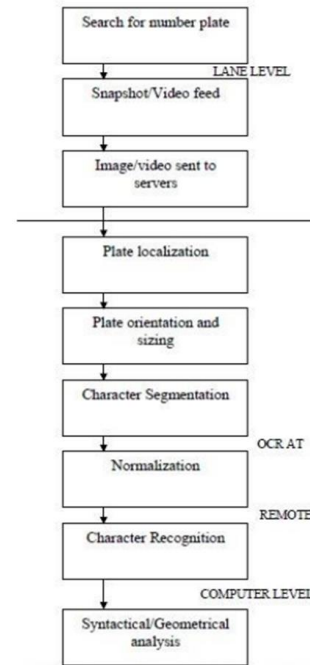 Search for number plate
LANE LEVEL
Snapshot/Video feed
Image/video sent to
servers
Plate localization
Plate orientation and
sizing
Character Segmentation
OCR AT
Normalization
REMOTE
Character Recognition
COMPUTER LEVEL
Syntactical/Geometrical
analysis